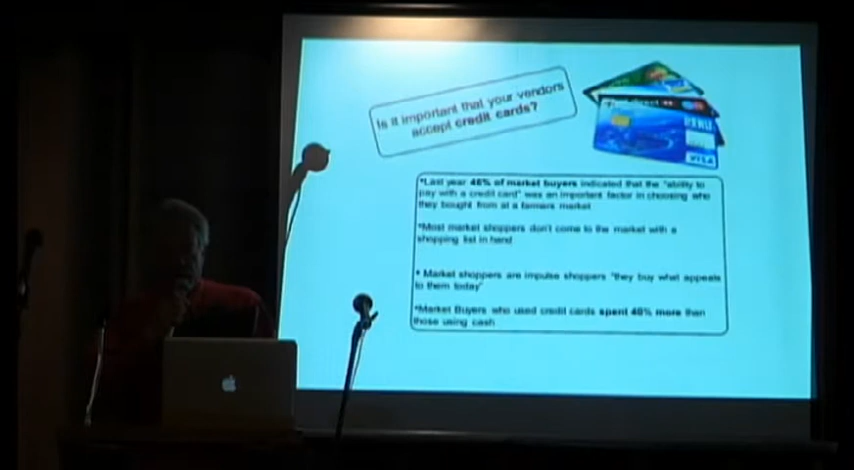 Is it important that your vendors
accept credit cards?
VISA
*Last year 46% of market buyers indicated that the "ability to
pay with a credit card" was an important factor in choosing who
they bought from at a farmers market
*Most market shoppers don't come to the market with a
shopping list in hand
* Market shoppers are impulse shoppers "they buy what appeals
to them today"
*Market Buyers who used credit cards spent 40% more than
those using cash